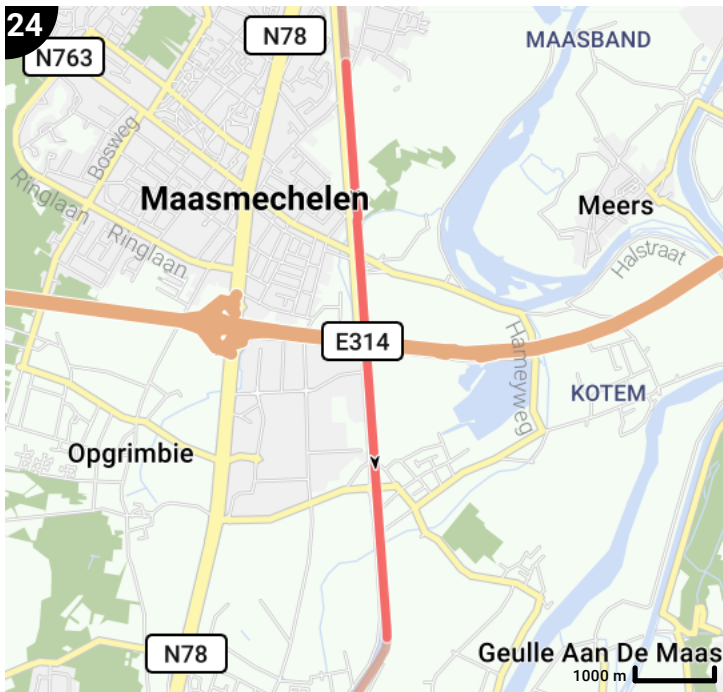 24
N763
N78
MAASBAND
Bosweg
Maasmechelen
Meers
Ringlaan
Ringlaan
Halstraat
E314
Hameyweg
KOTEM
Opgrimbie
N78
Geulle Aan De Maas
1000 m